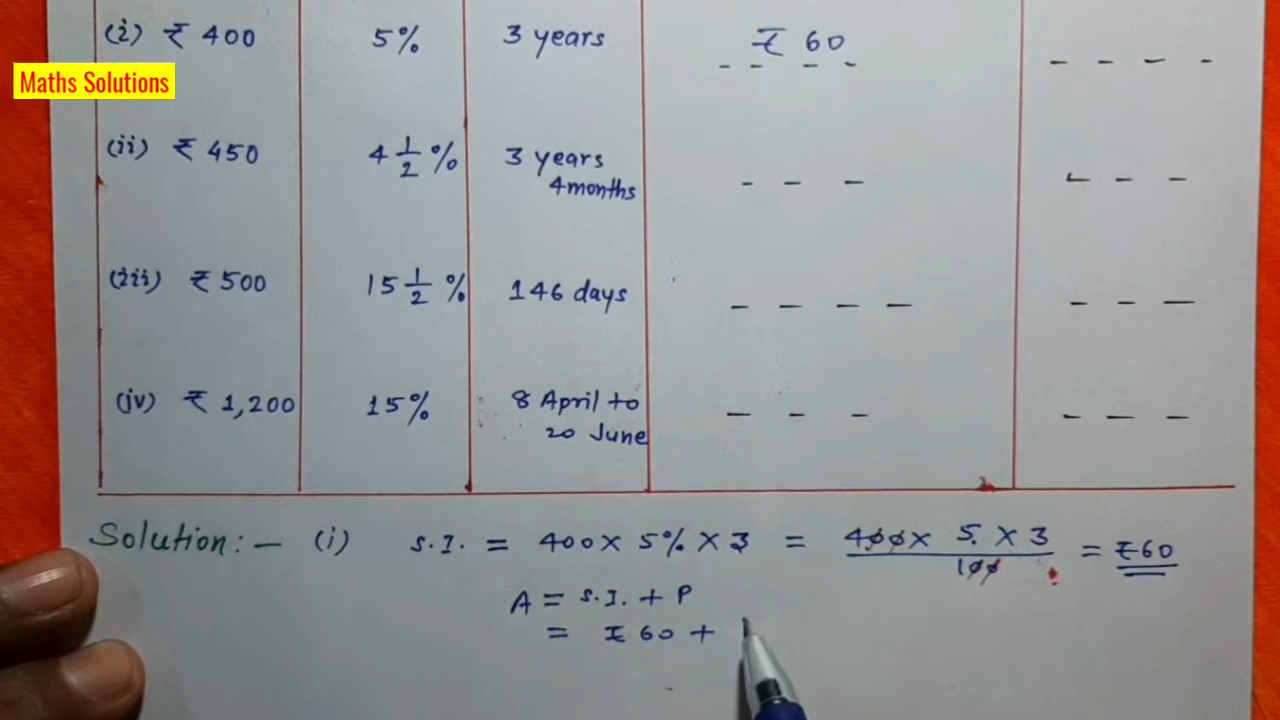 (i) ₹ 400 5% 3 years ₹ 60
Maths Solutions
(ii) ₹ 450 4 1/2 % 3 years
4 months
(iii) ₹ 500 15 1/2 % 146 days
(iv) ₹ 1,200 15% 8 April to
20 June
Solution:- (i) S.I. = 400 × 5% × 3 = 400 × 5 × 3 / 100 = ₹ 60
A = S.I. + P
= ₹ 60 +